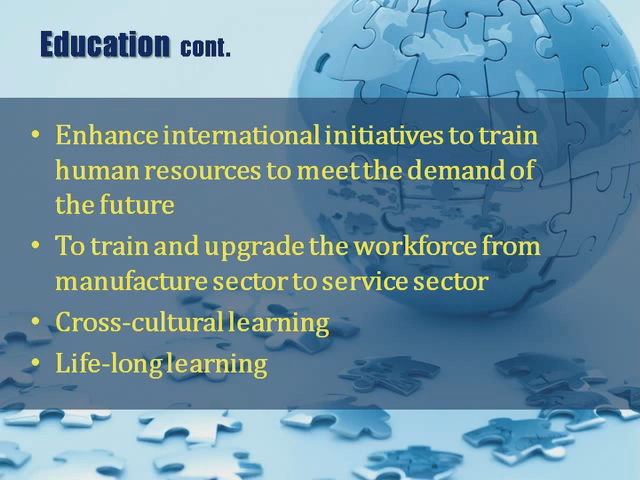 Education cont.
• Enhance international initiatives to train
human resources to meet the demand of
the future
• To train and upgrade the workforce from
manufacture sector to service sector
• Cross-cultural learning
• Life-long learning